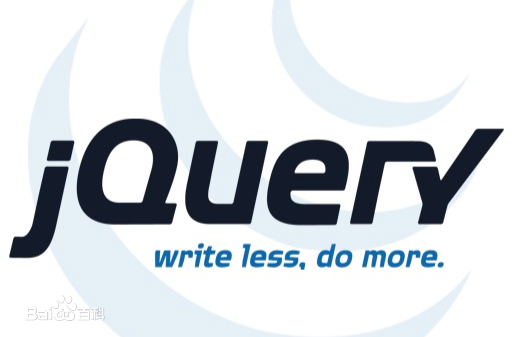 jQuery
write less, do more.
Bai百科